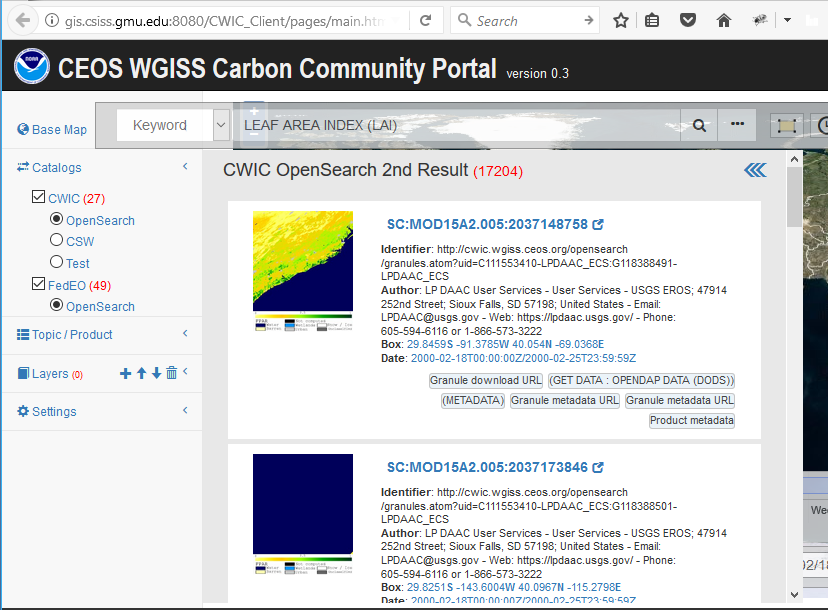 gis.csiss.gmu.edu:8080/CWIC_Client/pages/main.htm
Search
CEOS WGISS Carbon Community Portal version 0.3
Base Map
Keyword
LEAF AREA INDEX (LAI)
Catalogs
CWIC (27)
OpenSearch
CSW
Test
FedEO (49)
OpenSearch
Topic / Product
Layers (0)
Settings
CWIC OpenSearch 2nd Result (17204)
SC:MOD15A2.005:2037148758
Identifier: http://cwic.wgiss.ceos.org/opensearch
/granules.atom?uid=C111553410-LPDAAC_ECS:G118388491-
LPDAAC_ECS
Author: LP DAAC User Services - User Services - USGS EROS; 47914
252nd Street; Sioux Falls, SD 57198; United States - Email:
LPDAAC@usgs.gov - Web: https://lpdaac.usgs.gov/ - Phone:
605-594-6116 or 1-866-573-3222
Box: 29.8459S -91.3785W 40.054N -69.0368E
Date: 2000-02-18T00:00:00Z/2000-02-25T23:59:59Z
Granule download URL
(GET DATA : OPENDAP DATA (DODS))
(METADATA)
Granule metadata URL
Granule metadata URL
Product metadata
SC:MOD15A2.005:2037173846
Identifier: http://cwic.wgiss.ceos.org/opensearch
/granules.atom?uid=C111553410-LPDAAC_ECS:G118388501-
LPDAAC_ECS
Author: LP DAAC User Services - User Services - USGS EROS; 47914
252nd Street; Sioux Falls, SD 57198; United States - Email:
LPDAAC@usgs.gov - Web: https://lpdaac.usgs.gov/ - Phone:
605-594-6116 or 1-866-573-3222
Box: 29.8251S -143.6004W 40.0967N -115.2798E
Date: 2000-02-18T00:00:00Z/2000-02-25T23:59:59Z